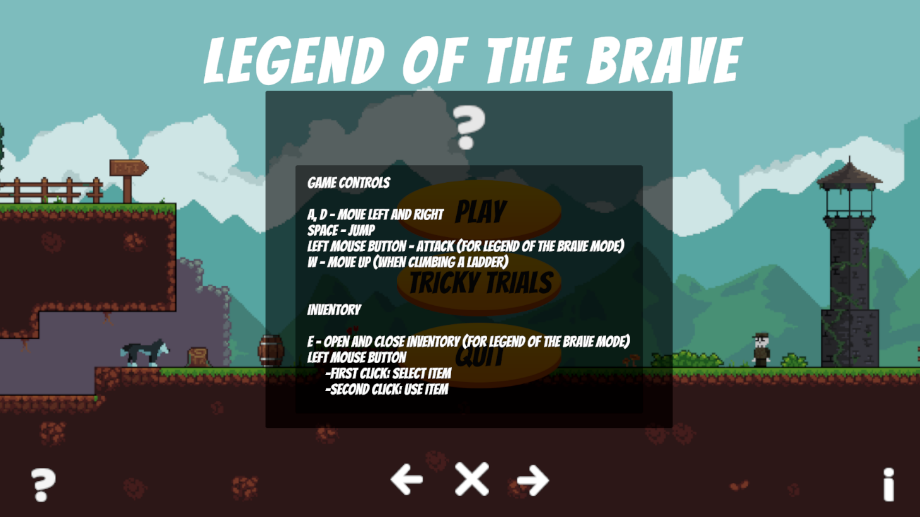 LEGEND OF THE BRAVE
?
GAME CONTROLS
A, D - MOVE LEFT AND RIGHT
SPACE - JUMP
LEFT MOUSE BUTTON - ATTACK (FOR LEGEND OF THE BRAVE MODE)
W - MOVE UP (WHEN CLIMBING A LADDER)
INVENTORY
E - OPEN AND CLOSE INVENTORY (FOR LEGEND OF THE BRAVE MODE)
LEFT MOUSE BUTTON
-FIRST CLICK: SELECT ITEM
-SECOND CLICK: USE ITEM
PLAY
TRICKY TRIALS
QUIT
? i